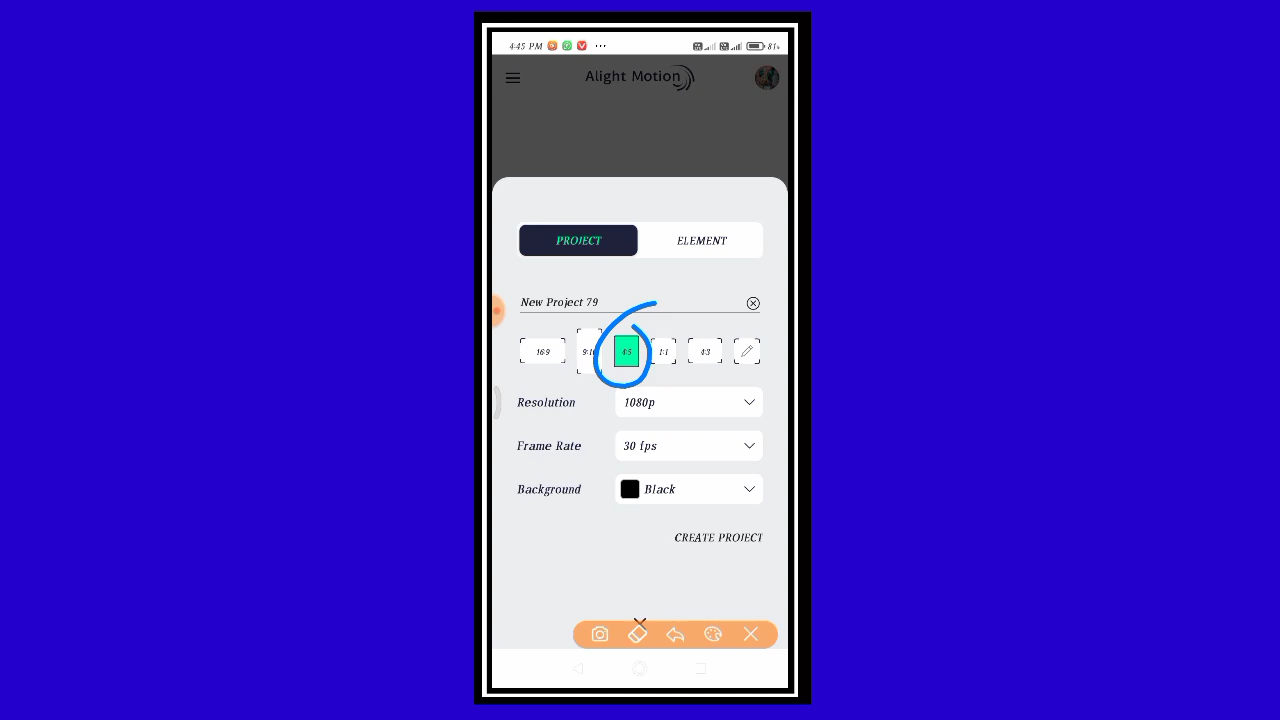 4:45 PM ... 81%
Alight Motion
PROJECT ELEMENT
New Project 79
16:9 9:16 4:5 1:1 4:3
Resolution 1080p
Frame Rate 30 fps
Background Black
CREATE PROJECT